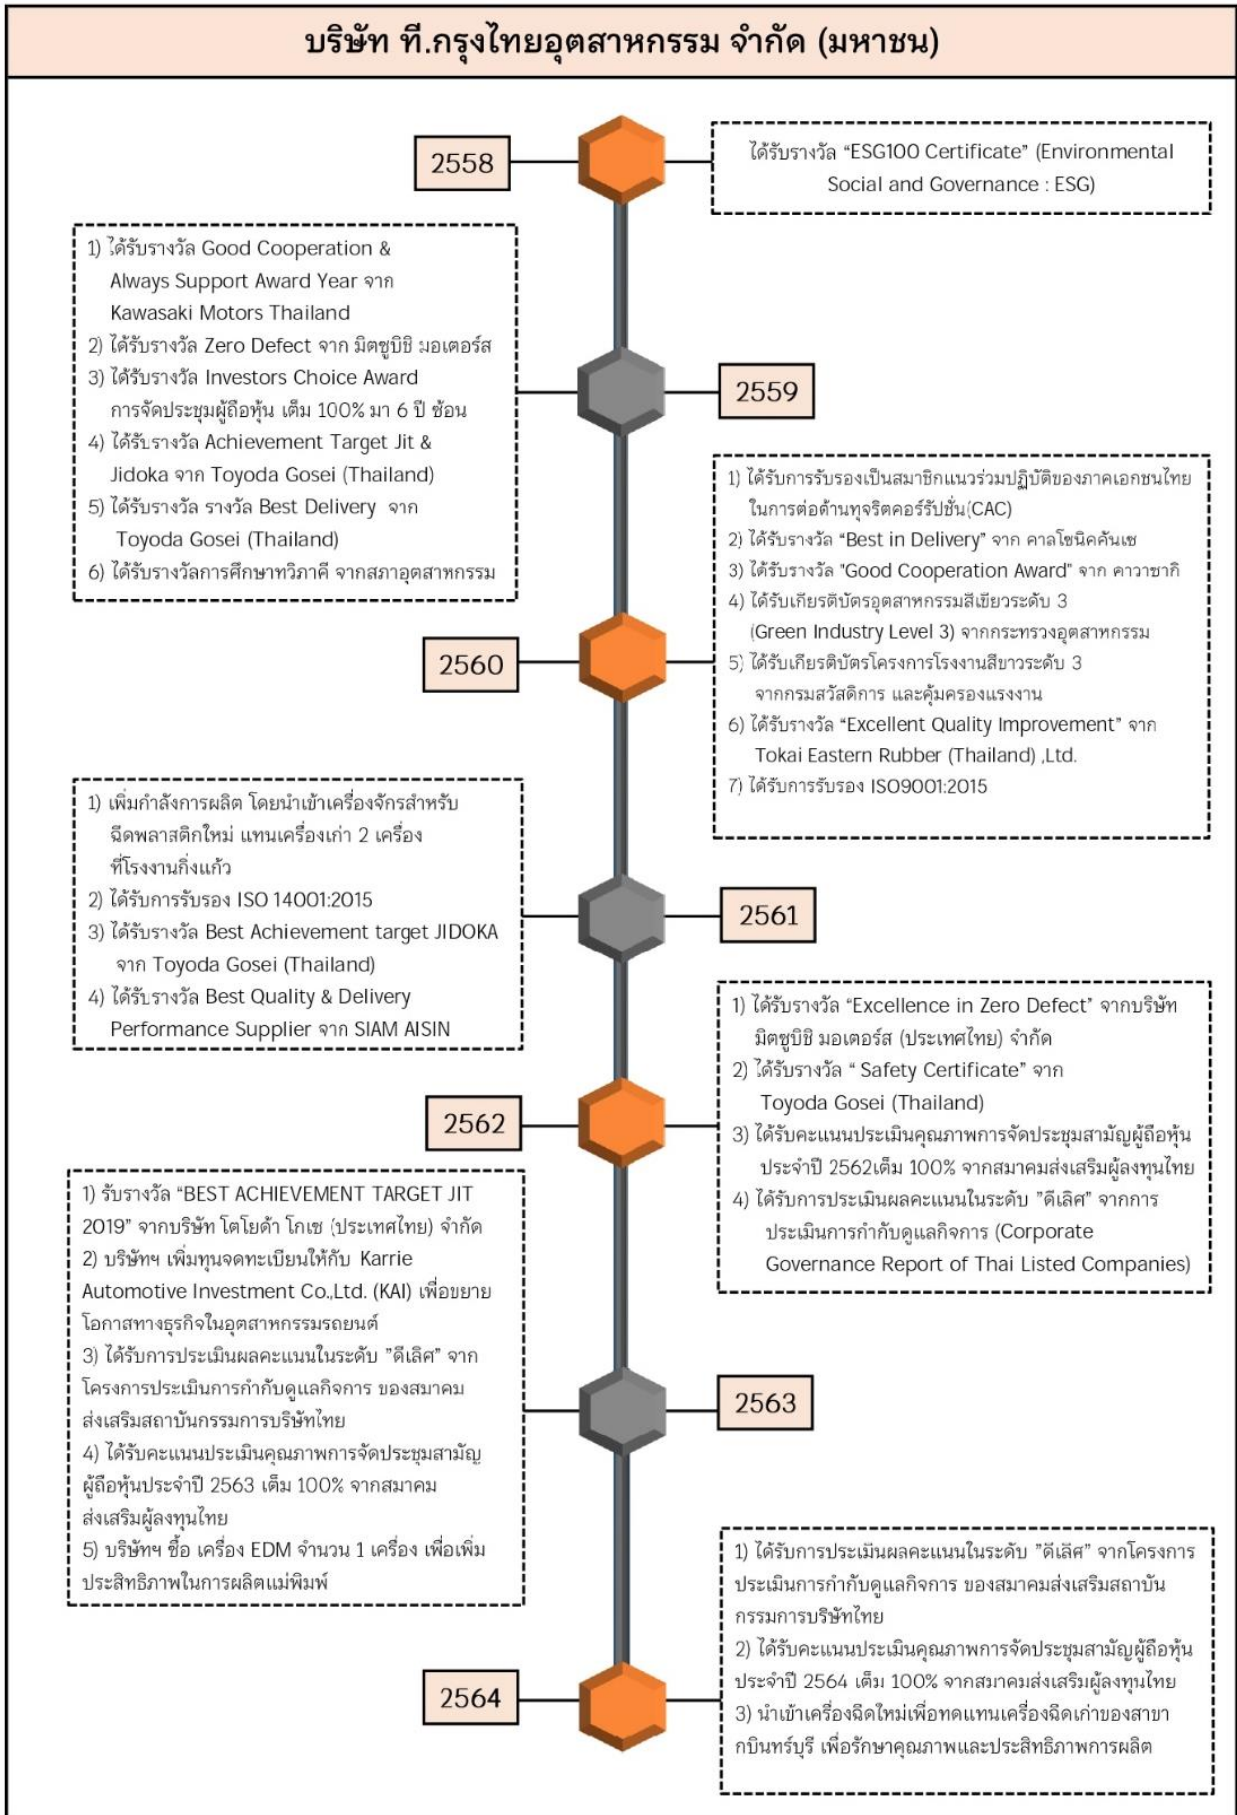 บริษัท ที.กรุงไทยอุตสาหกรรม จำกัด (มหาชน)
2558
ได้รับรางวัล “ESG100 Certificate” (Environmental
Social and Governance : ESG)
1) ได้รับรางวัล Good Cooperation &
Always Support Award Year จาก
Kawasaki Motors Thailand
2) ได้รับรางวัล Zero Defect จาก มิตซูบิชิ มอเตอร์ส
3) ได้รับรางวัล Investors Choice Award
การจัดประชุมผู้ถือหุ้น เต็ม 100% มา 6 ปี ซ้อน
4) ได้รับรางวัล Achievement Target Jit &
Jidoka จาก Toyoda Gosei (Thailand)
5) ได้รับรางวัล รางวัล Best Delivery จาก
Toyoda Gosei (Thailand)
6) ได้รับรางวัลการศึกษาทวิภาคี จากสภาอุตสาหกรรม
2559
2560
1) ได้รับการรับรองเป็นสมาชิกแนวร่วมปฏิบัติของภาคเอกชนไทย
ในการต่อต้านทุจริตคอร์รัปชั่น(CAC)
2) ได้รับรางวัล “Best in Delivery” จาก คาลโซนิคคันเซ
3) ได้รับรางวัล "Good Cooperation Award" จาก คาวาซากิ
4) ได้รับเกียรติบัตรอุตสาหกรรมสีเขียวระดับ 3
(Green Industry Level 3) จากกระทรวงอุตสาหกรรม
5) ได้รับเกียรติบัตรโครงการโรงงานสีขาวระดับ 3
จากกรมสวัสดิการ และคุ้มครองแรงงาน
6) ได้รับรางวัล “Excellent Quality Improvement” จาก
Tokai Eastern Rubber (Thailand) ,Ltd.
7) ได้รับการรับรอง ISO9001:2015
1) เพิ่มกำลังการผลิต โดยนำเข้าเครื่องจักรสำหรับ
ฉีดพลาสติกใหม่ แทนเครื่องเก่า 2 เครื่อง
ที่โรงงานกิ่งแก้ว
2) ได้รับการรับรอง ISO 14001:2015
3) ได้รับรางวัล Best Achievement target JIDOKA
จาก Toyoda Gosei (Thailand)
4) ได้รับรางวัล Best Quality & Delivery
Performance Supplier จาก SIAM AISIN
2561
2562
1) ได้รับรางวัล “Excellence in Zero Defect” จากบริษัท
มิตซูบิชิ มอเตอร์ส (ประเทศไทย) จำกัด
2) ได้รับรางวัล “ Safety Certificate” จาก
Toyoda Gosei (Thailand)
3) ได้รับคะแนนประเมินคุณภาพการจัดประชุมสามัญผู้ถือหุ้น
ประจำปี 2562เต็ม 100% จากสมาคมส่งเสริมผู้ลงทุนไทย
4) ได้รับการประเมินผลคะแนนในระดับ ”ดีเลิศ” จากการ
ประเมินการกำกับดูแลกิจการ (Corporate
Governance Report of Thai Listed Companies)
1) รับรางวัล “BEST ACHIEVEMENT TARGET JIT
2019” จากบริษัท โตโยด้า โกเซ (ประเทศไทย) จำกัด
2) บริษัทฯ เพิ่มทุนจดทะเบียนให้กับ Karrie
Automotive Investment Co.,Ltd. (KAI) เพื่อขยาย
โอกาสทางธุรกิจในอุตสาหกรรมรถยนต์
3) ได้รับการประเมินผลคะแนนในระดับ ”ดีเลิศ” จาก
โครงการประเมินการกำกับดูแลกิจการ ของสมาคม
ส่งเสริมสถาบันกรรมการบริษัทไทย
4) ได้รับคะแนนประเมินคุณภาพการจัดประชุมสามัญ
ผู้ถือหุ้นประจำปี 2563 เต็ม 100% จากสมาคม
ส่งเสริมผู้ลงทุนไทย
5) บริษัทฯ ซื้อ เครื่อง EDM จำนวน 1 เครื่อง เพื่อเพิ่ม
ประสิทธิภาพในการผลิตแม่พิมพ์
2563
2564
1) ได้รับการประเมินผลคะแนนในระดับ ”ดีเลิศ” จากโครงการ
ประเมินการกำกับดูแลกิจการ ของสมาคมส่งเสริมสถาบัน
กรรมการบริษัทไทย
2) ได้รับคะแนนประเมินคุณภาพการจัดประชุมสามัญผู้ถือหุ้น
ประจำปี 2564 เต็ม 100% จากสมาคมส่งเสริมผู้ลงทุนไทย
3) นำเข้าเครื่องฉีดใหม่เพื่อทดแทนเครื่องฉีดเก่าของสาขา
กบินทร์บุรี เพื่อรักษาคุณภาพและประสิทธิภาพการผลิต